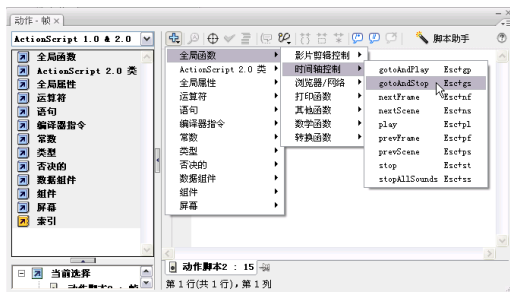 动作 - 帧 ×
ActionScript 1.0 & 2.0
脚本助手
全局函数
ActionScript 2.0 类
全局属性
运算符
语句
编译器指令
常数
类型
否决的
数据组件
组件
屏幕
索引
当前选择
全局函数
ActionScript 2.0 类
全局属性
运算符
语句
编译器指令
常数
类型
否决的
数据组件
组件
屏幕
影片剪辑控制
时间轴控制
浏览器/网络
打印函数
其他函数
数学函数
转换函数
gotoAndPlay Esc+gp
gotoAndStop Esc+gs
nextFrame Esc+nf
nextScene Esc+ns
play Esc+pl
prevFrame Esc+pf
prevScene Esc+ps
stop Esc+st
stopAllSounds Esc+ss
动作脚本2 : 15
第 1 行(共 1 行), 第 1 列